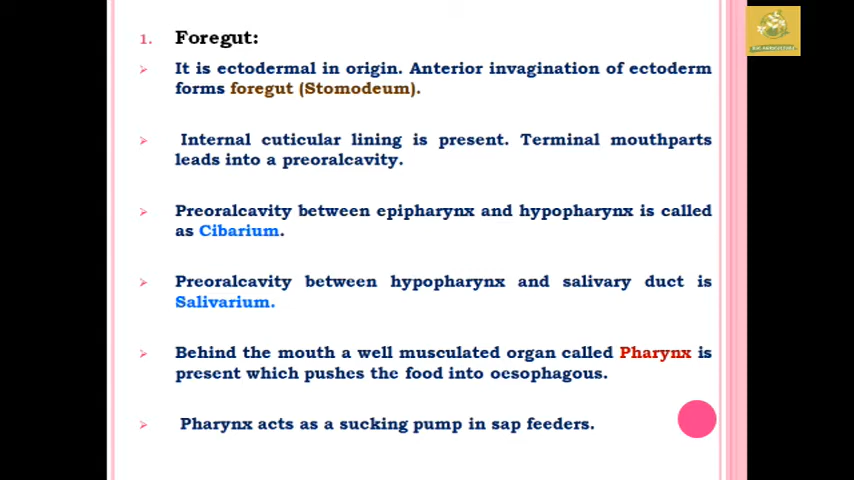 1. Foregut:
It is ectodermal in origin. Anterior invagination of ectoderm
forms foregut (Stomodeum).
Internal cuticular lining is present. Terminal mouthparts
leads into a preoralcavity.
Preoralcavity between epipharynx and hypopharynx is called
as Cibarium.
Preoralcavity between hypopharynx and salivary duct is
Salivarium.
Behind the mouth a well musculated organ called Pharynx is
present which pushes the food into oesophagous.
Pharynx acts as a sucking pump in sap feeders.